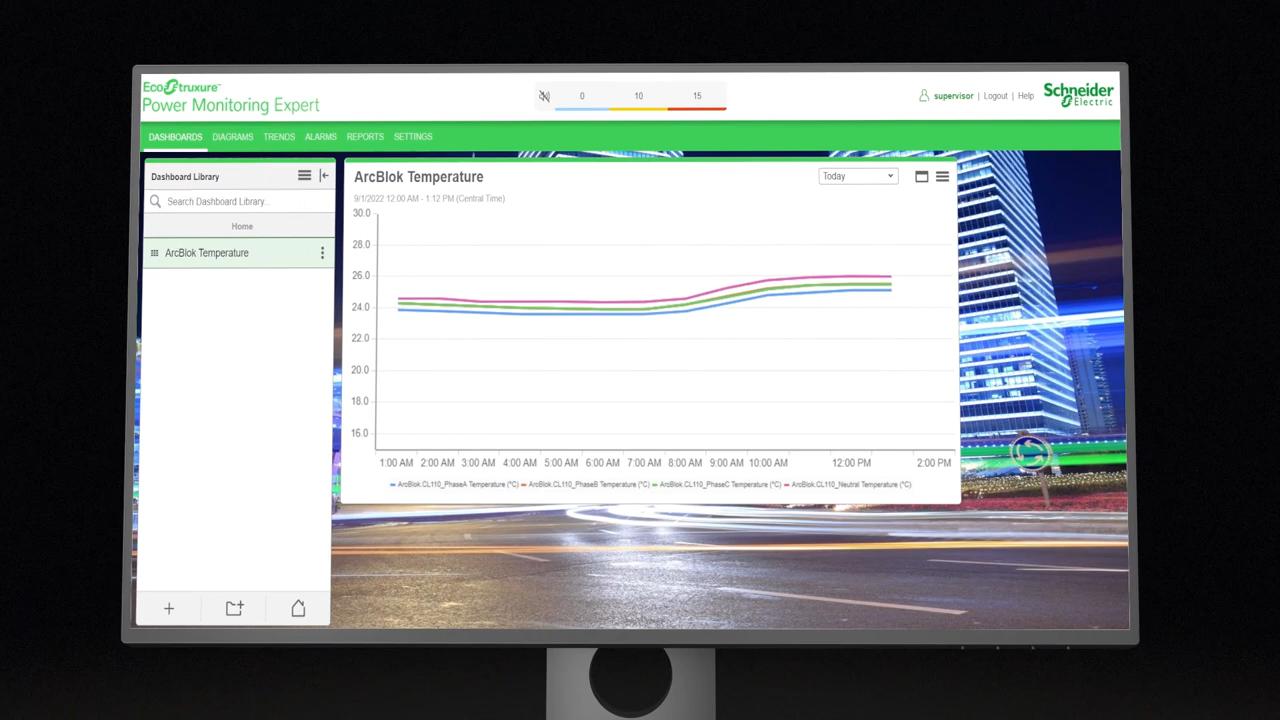 EcoStruxure™
Power Monitoring Expert
0 10 15
supervisor | Logout | Help
Schneider
Electric
DASHBOARDS DIAGRAMS TRENDS ALARMS REPORTS SETTINGS
Dashboard Library
Search Dashboard Library...
Home
ArcBlok Temperature
ArcBlok Temperature
Today
9/1/2022 12:00 AM - 1:12 PM (Central Time)
30.0
28.0
26.0
24.0
22.0
20.0
18.0
16.0
1:00 AM 2:00 AM 3:00 AM 4:00 AM 5:00 AM 6:00 AM 7:00 AM 8:00 AM 9:00 AM 10:00 AM 12:00 PM 2:00 PM
ArcBlok.CL110_PhaseA Temperature (°C) ArcBlok.CL110_PhaseB Temperature (°C) ArcBlok.CL110_PhaseC Temperature (°C) ArcBlok.CL110_Neutral Temperature (°C)